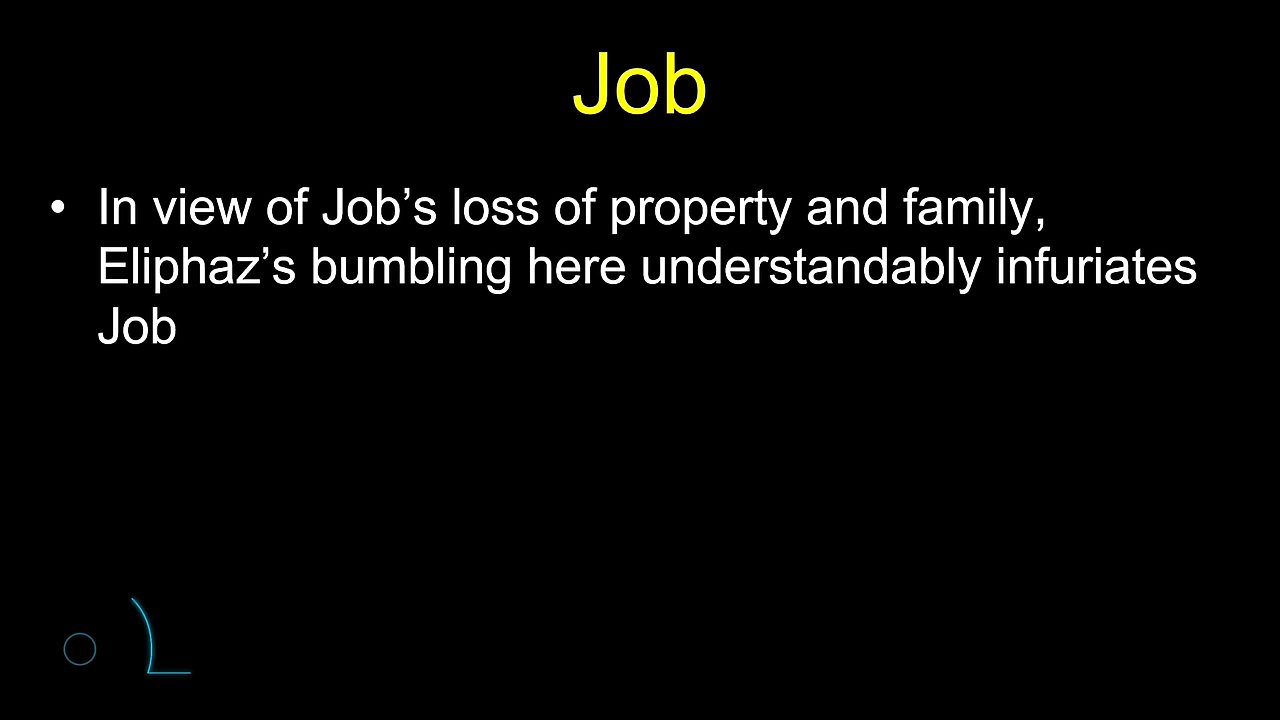 Job
• In view of Job’s loss of property and family,
Eliphaz’s bumbling here understandably infuriates
Job